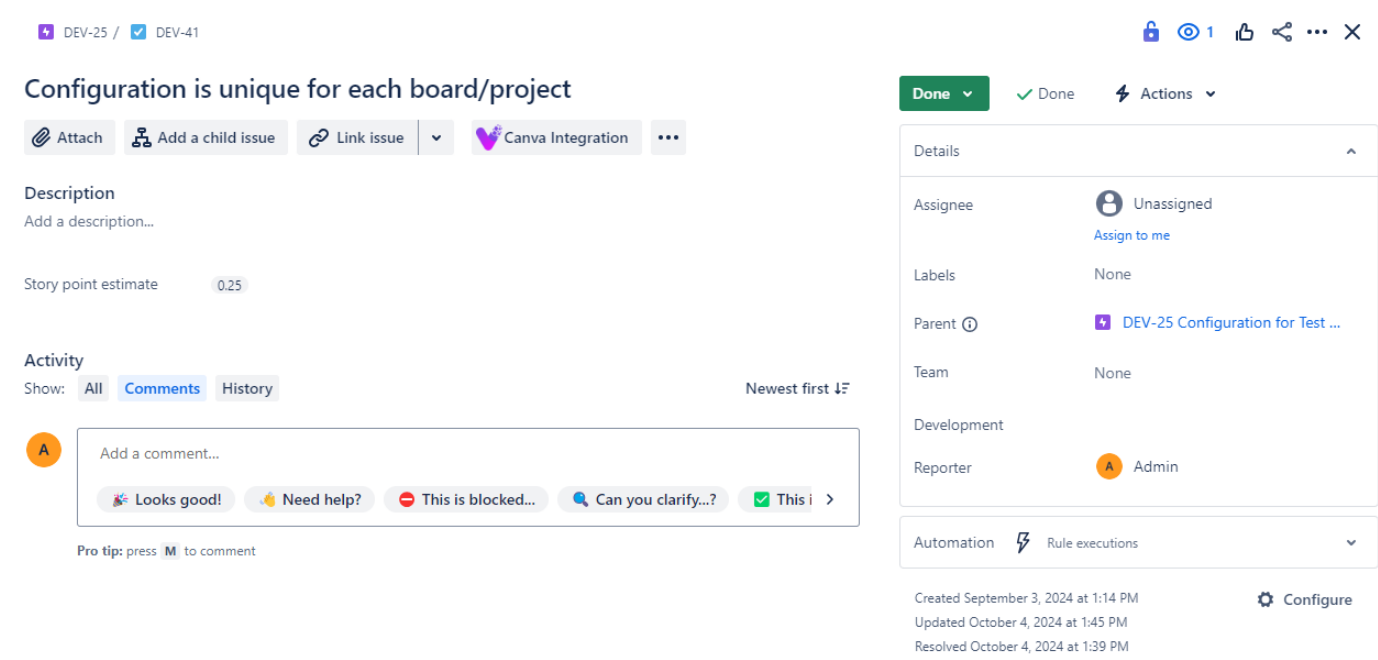 DEV-25 / DEV-41
1
Configuration is unique for each board/project
Attach
Add a child issue
Link issue
Canva Integration
Description
Add a description...
Story point estimate 0.25
Activity
Show: All Comments History
Newest first
A
Add a comment...
Looks good!
Need help?
This is blocked...
Can you clarify...?
This i
Pro tip: press M to comment
Done
Done
Actions
Details
Assignee Unassigned
Assign to me
Labels None
Parent DEV-25 Configuration for Test ...
Team None
Development
Reporter A Admin
Automation Rule executions
Created September 3, 2024 at 1:14 PM
Updated October 4, 2024 at 1:45 PM
Resolved October 4, 2024 at 1:39 PM
Configure